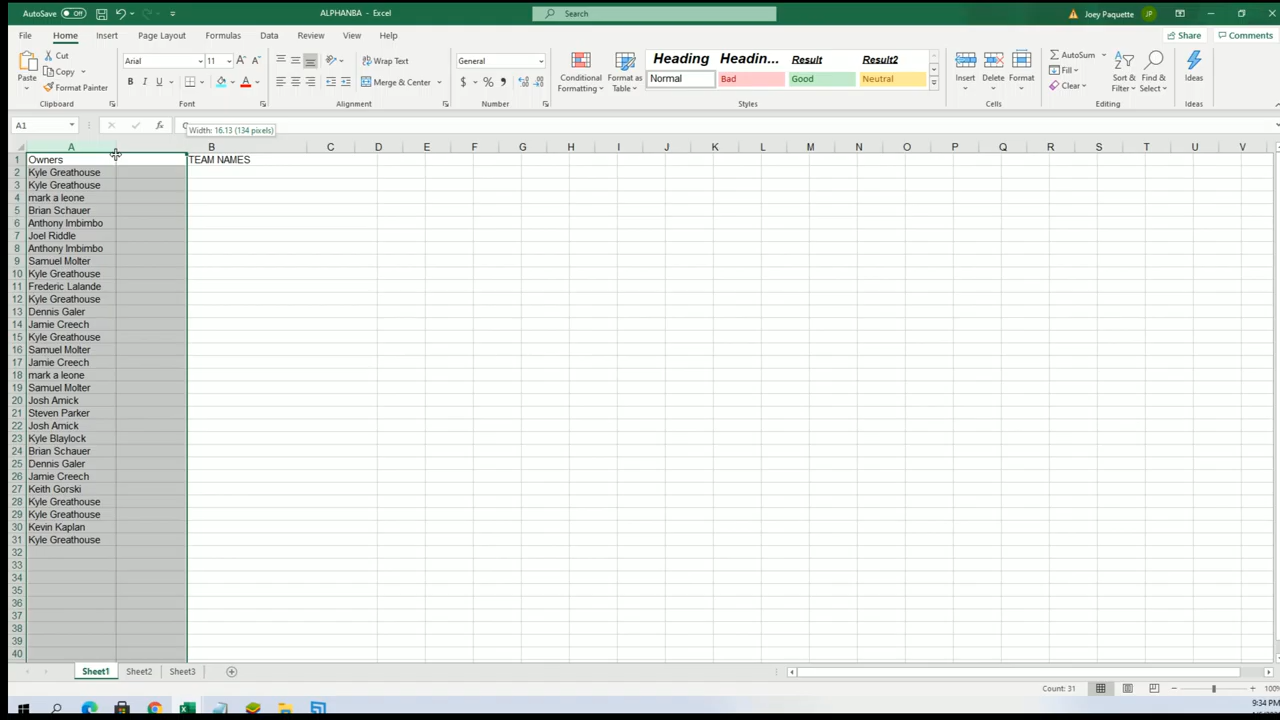 AutoSave Off ALPHANBA - Excel Search Joey Paquette JP
File Home Insert Page Layout Formulas Data Review View Help Share Comments
Paste Cut Copy Format Painter Clipboard
Arial 11 A A B I U A Font
Wrap Text Merge & Center Alignment
General $ % Number
Conditional Formatting Format as Table Heading Headin... Result Result2 Normal Bad Good Neutral Styles
Insert Delete Format Cells
AutoSum Fill Clear Sort & Filter Find & Select Editing
Ideas Ideas
A1 fx Width: 16.13 (134 pixels)
A B C D E F G H I J K L M N O P Q R S T U V
1 Owners TEAM NAMES
2 Kyle Greathouse
3 Kyle Greathouse
4 mark a leone
5 Brian Schauer
6 Anthony Imbimbo
7 Joel Riddle
8 Anthony Imbimbo
9 Samuel Molter
10 Kyle Greathouse
11 Frederic Lalande
12 Kyle Greathouse
13 Dennis Galer
14 Jamie Creech
15 Kyle Greathouse
16 Samuel Molter
17 Jamie Creech
18 mark a leone
19 Samuel Molter
20 Josh Amick
21 Steven Parker
22 Josh Amick
23 Kyle Blaylock
24 Brian Schauer
25 Dennis Galer
26 Jamie Creech
27 Keith Gorski
28 Kyle Greathouse
29 Kyle Greathouse
30 Kevin Kaplan
31 Kyle Greathouse
32
33
34
35
36
37
38
39
40
Sheet1 Sheet2 Sheet3
Count: 31 100%
9:34 PM